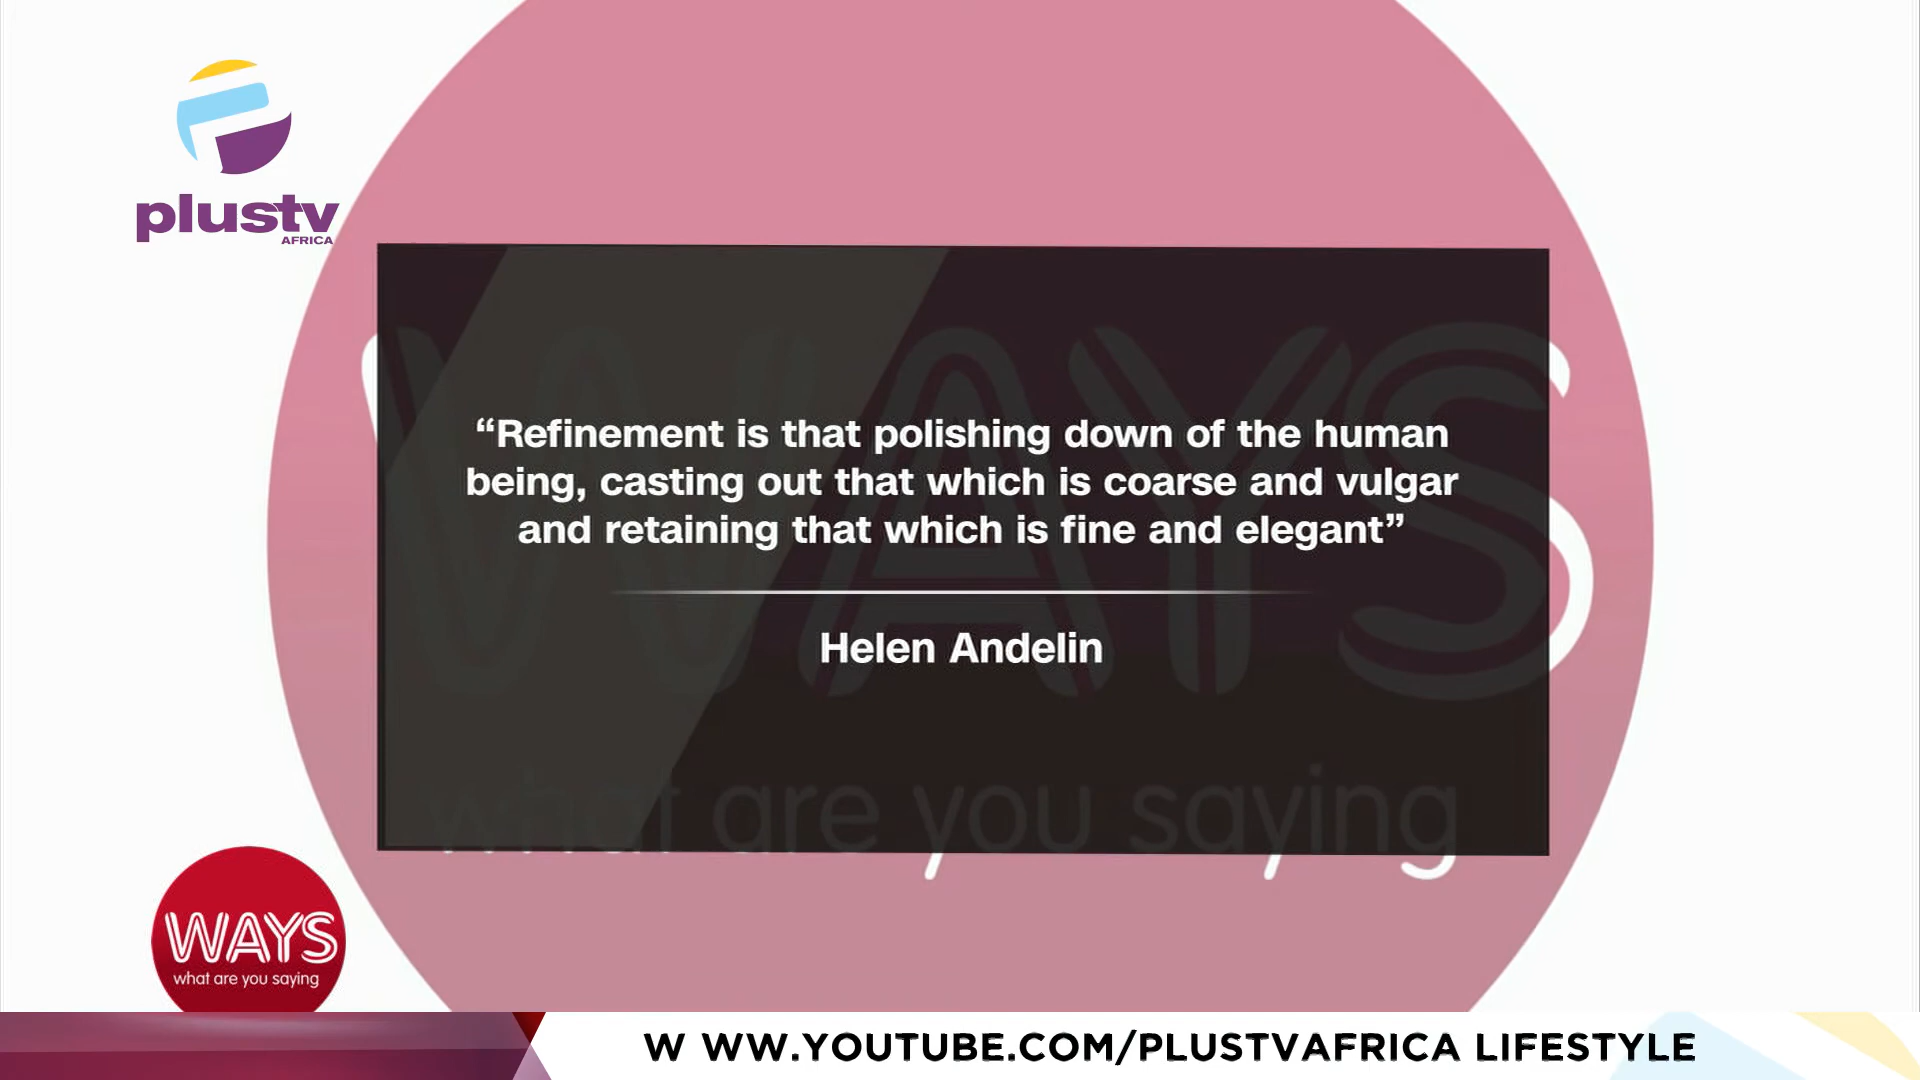 plustv
AFRICA
WAYS
“Refinement is that polishing down of the human
being, casting out that which is coarse and vulgar
and retaining that which is fine and elegant”
Helen Andelin
what are you saying
WAYS
what are you saying
W WW.YOUTUBE.COM/PLUSTVAFRICA LIFESTYLE